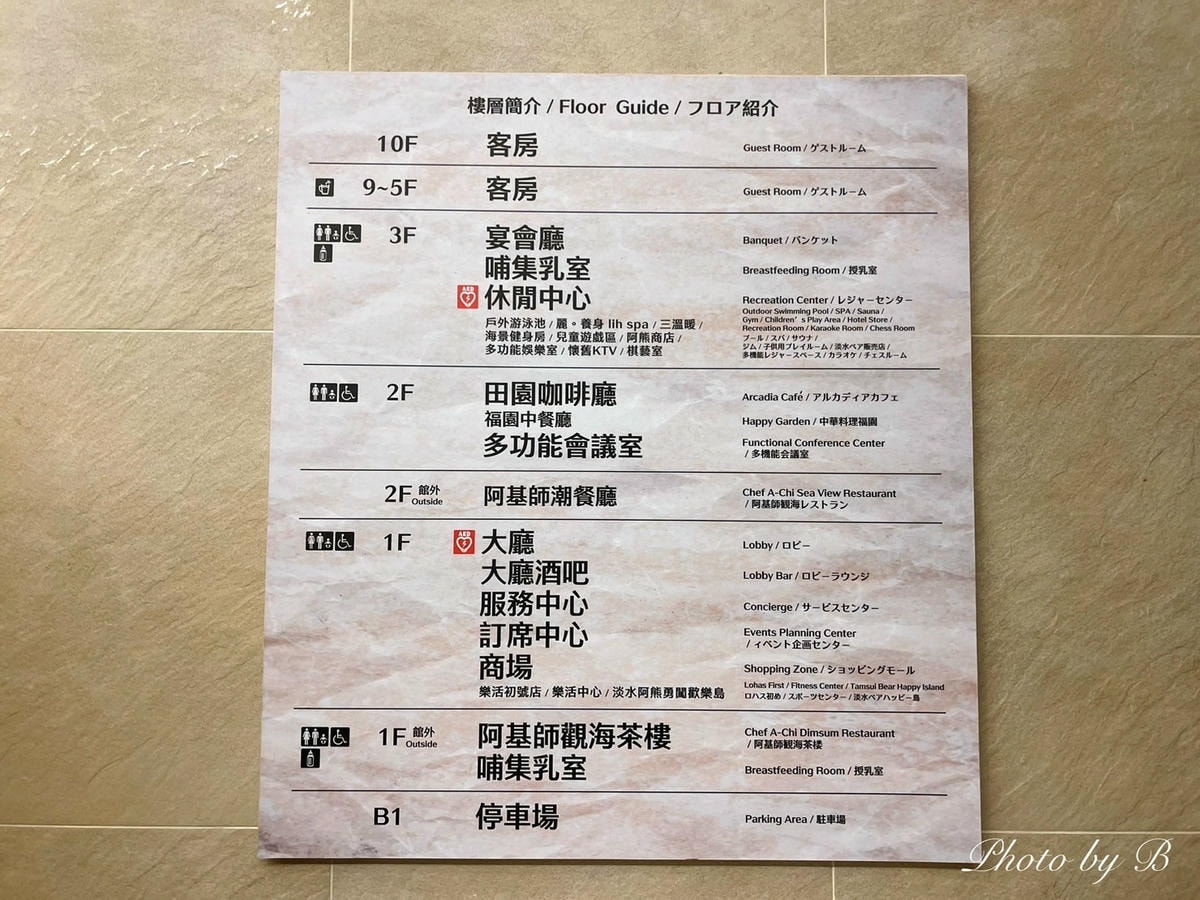 樓層簡介 / Floor Guide / フロア紹介
10F 客房 Guest Room / ゲストルーム
9~5F 客房 Guest Room / ゲストルーム
3F 宴會廳 Banquet / バンケット
哺集乳室 Breastfeeding Room / 授乳室
AED 休閒中心 Recreation Center / レジャーセンター
戶外游泳池 / 麗。養身 lih spa / 三溫暖 /
海景健身房 / 兒童遊戲區 / 阿熊商店 /
多功能娛樂室 / 懷舊KTV / 棋藝室
Outdoor Swimming Pool / SPA / Sauna /
Gym / Children's Play Area / Hotel Store /
Recreation Room / Karaoke Room / Chess Room
プール / スパ / サウナ /
ジム / 子供用プレイルーム / 淡水ベア販売店 /
多機能レジャースペース / カラオケ / チェスルーム
2F 田園咖啡廳 Arcadia Café / アルカディアカフェ
福園中餐廳 Happy Garden / 中華料理福園
多功能會議室 Functional Conference Center
/ 多機能会議室
2F 館外 Outside 阿基師潮餐廳 Chef A-Chi Sea View Restaurant
/ 阿基師観海レストラン
1F AED 大廳 Lobby / ロビー
大廳酒吧 Lobby Bar / ロビーラウンジ
服務中心 Concierge / サービスセンター
訂席中心 Events Planning Center
/ イベント企画センター
商場 Shopping Zone / ショッピングモール
樂活初號店 / 樂活中心 / 淡水阿熊勇闖歡樂島
Lohas First / Fitness Center / Tamsui Bear Happy Island
ロハス初め / スポーツセンター / 淡水ベアハッピー島
1F 館外 Outside 阿基師觀海茶樓 Chef A-Chi Dimsum Restaurant
/ 阿基師観海茶楼
哺集乳室 Breastfeeding Room / 授乳室
B1 停車場 Parking Area / 駐車場
Photo by B